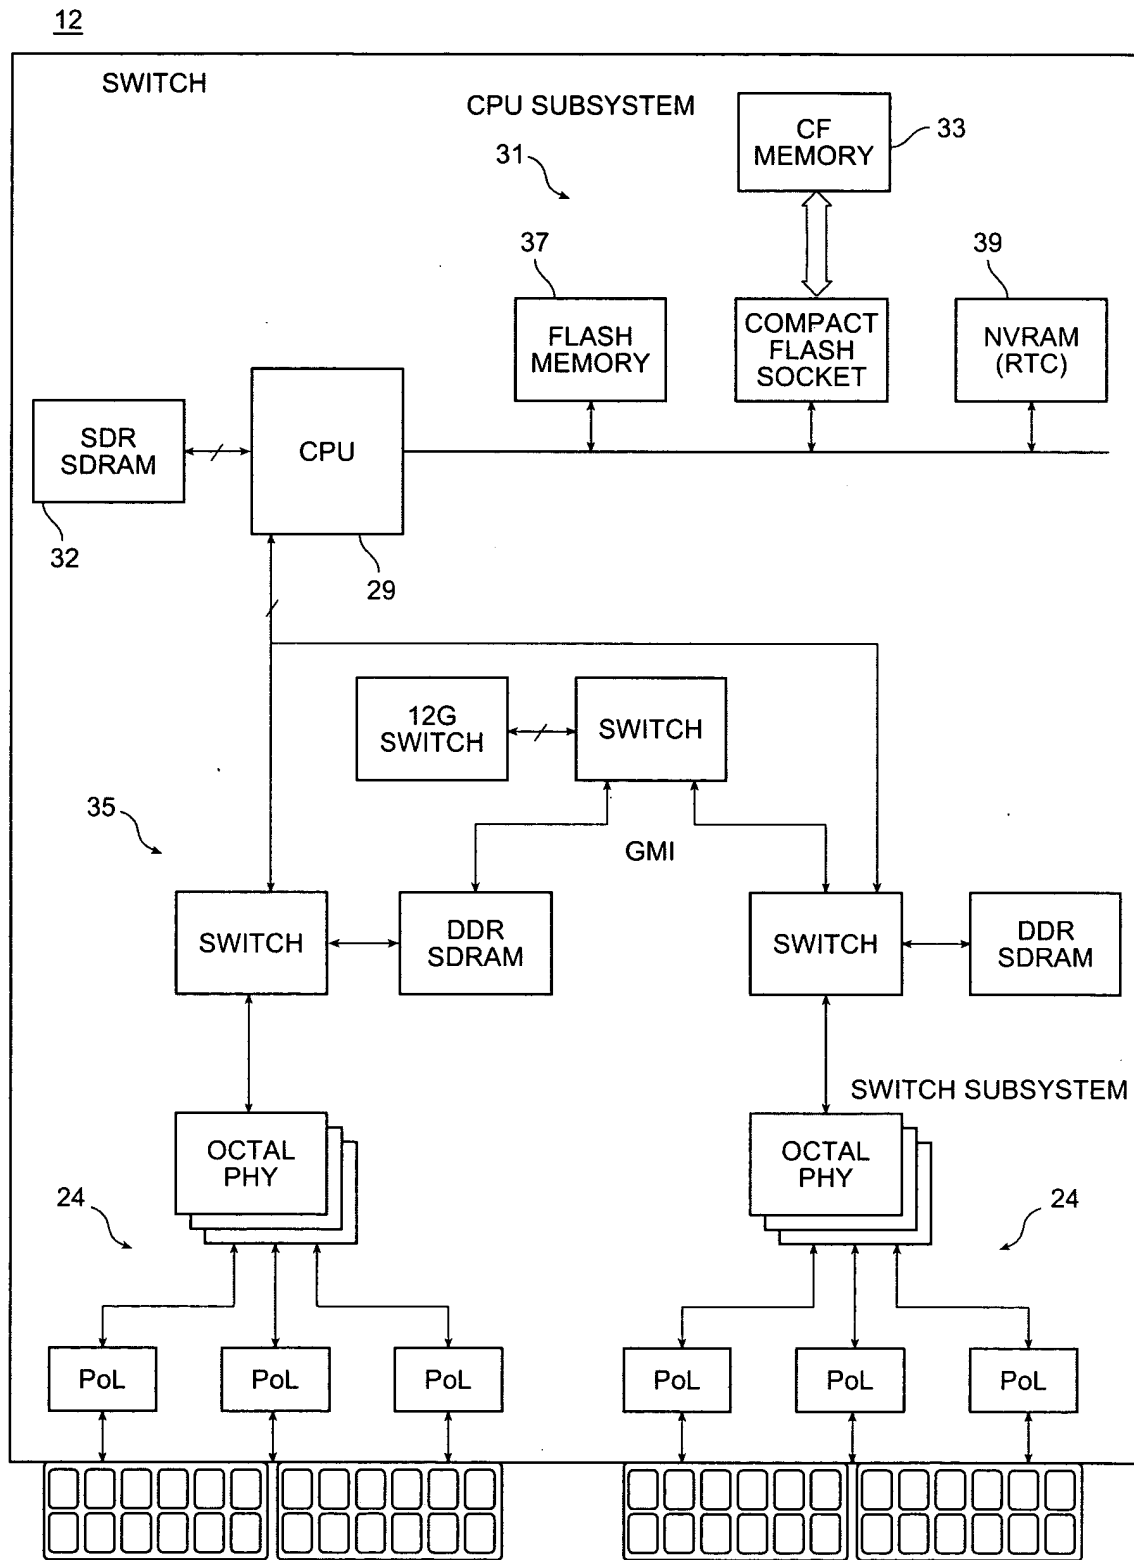 12
SWITCH
CPU SUBSYSTEM
31
CF
MEMORY
33
37
39
FLASH
MEMORY
COMPACT
FLASH
SOCKET
NVRAM
(RTC)
SDR
SDRAM
CPU
32
29
12G
SWITCH
SWITCH
35
GMI
SWITCH
DDR
SDRAM
SWITCH
DDR
SDRAM
SWITCH SUBSYSTEM
OCTAL
PHY
OCTAL
PHY
24
24
PoL
PoL
PoL
PoL
PoL
PoL